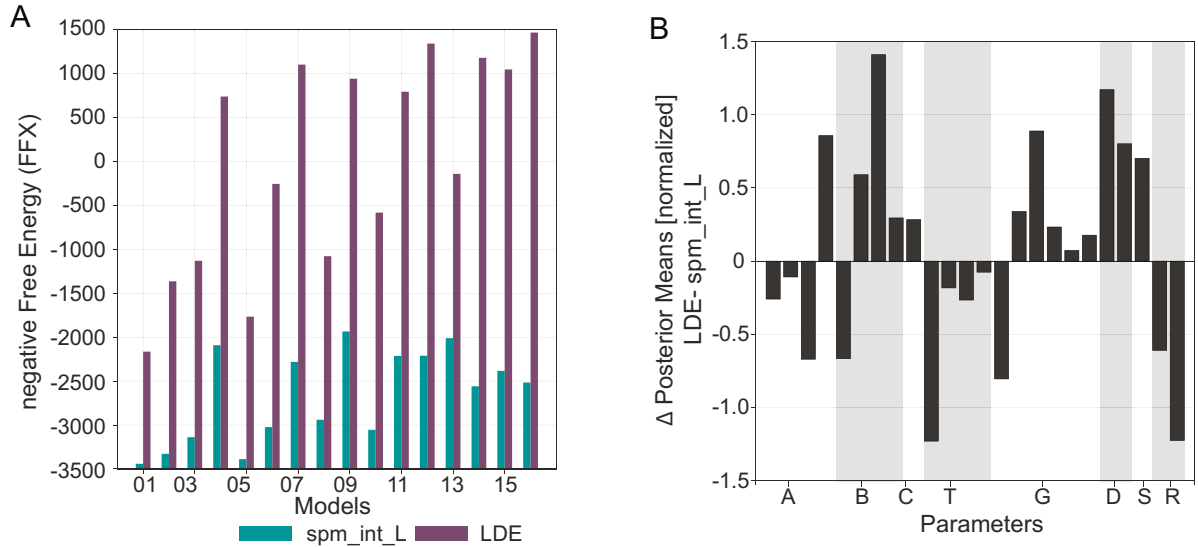 A
negative Free Energy (FFX)
1500
1000
500
0
-500
-1000
-1500
-2000
-2500
-3000
-3500
01 03 05 07 09 11 13 15
Models
spm_int_L LDE
B
Δ Posterior Means [normalized]
LDE- spm_int_L
1.5
1.0
0.5
0
-0.5
-1.0
-1.5
A B C T G D S R
Parameters